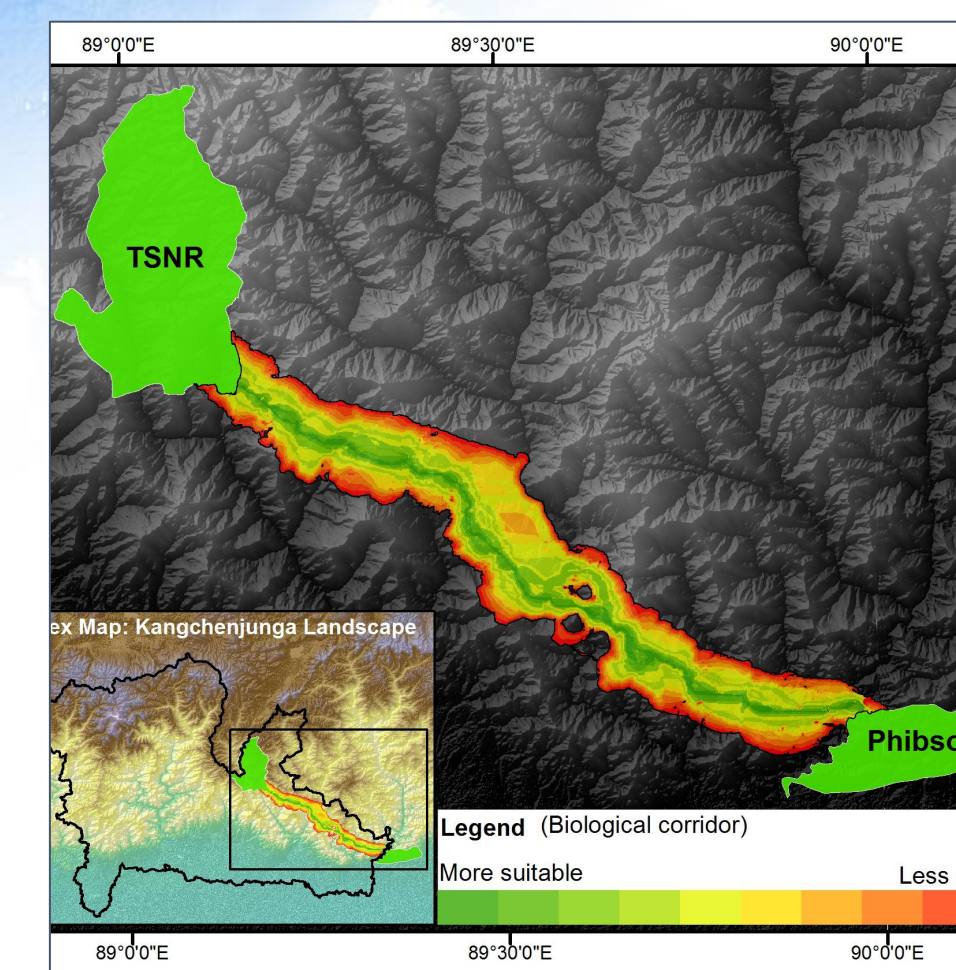 89°0'0"E 89°30'0"E 90°0'0"E
TSNR
ex Map: Kangchenjunga Landscape
Phibso
Legend (Biological corridor)
More suitable Less
89°0'0"E 89°30'0"E 90°0'0"E